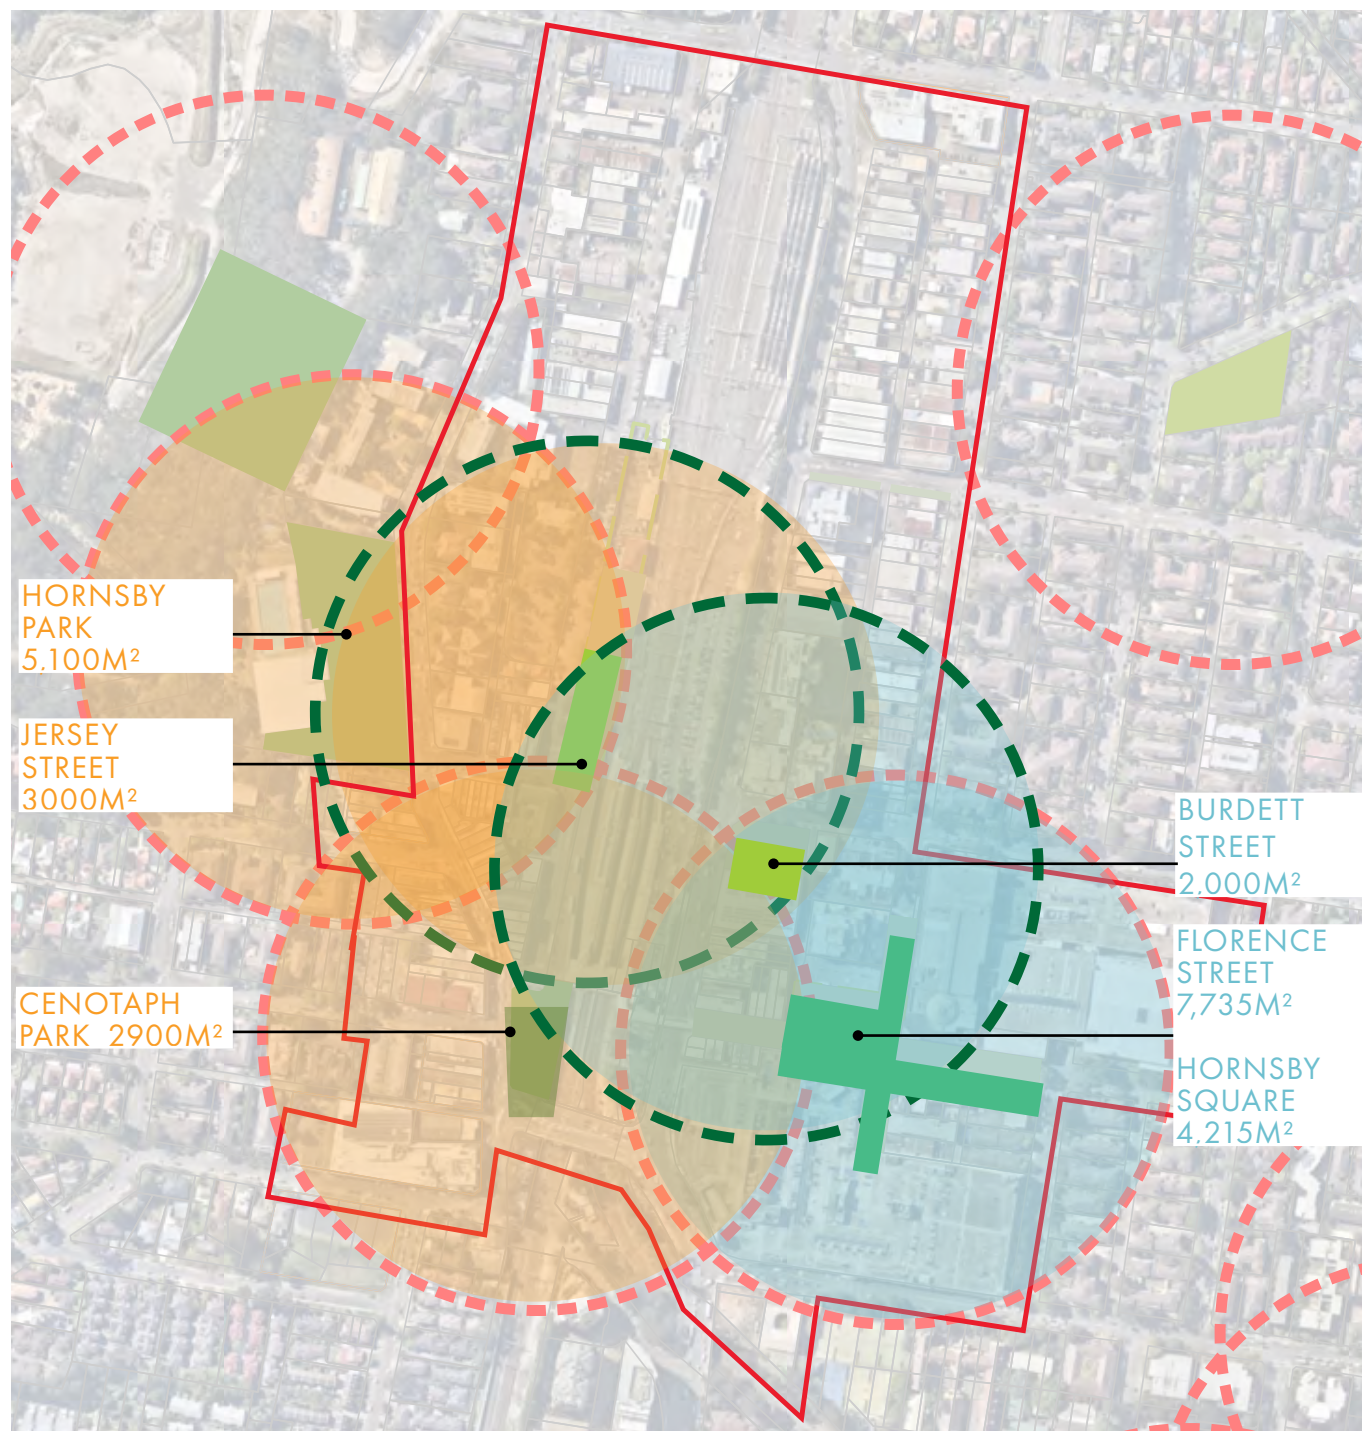 HORNSBY
PARK
5,100M²
JERSEY
STREET
3000M²
CENOTAPH
PARK 2900M²
BURDETT
STREET
2,000M²
FLORENCE
STREET
7,735M²
HORNSBY
SQUARE
4,215M²